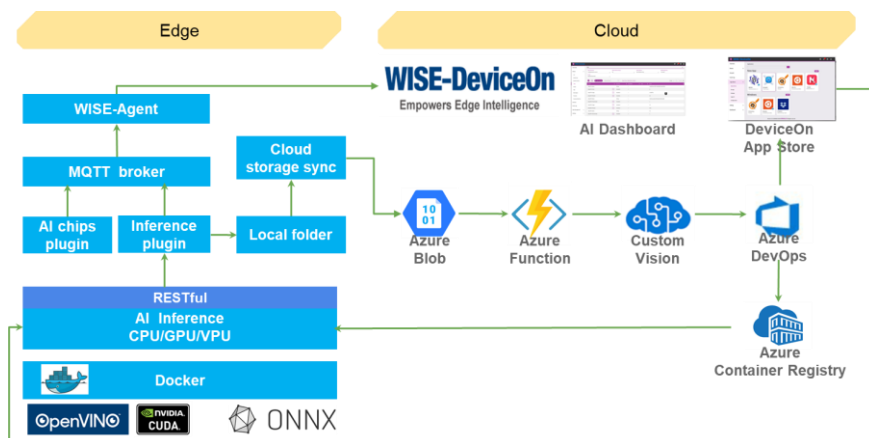 Edge
Cloud
WISE-Agent
WISE-DeviceOn
Empowers Edge Intelligence
AI Dashboard
DeviceOn
App Store
MQTT broker
Cloud
storage sync
AI chips
plugin
Inference
plugin
Local folder
10
01
Azure
Blob
Azure
Function
Custom
Vision
Azure
DevOps
RESTful
AI Inference
CPU/GPU/VPU
Azure
Container Registry
Docker
OpenVINO
NVIDIA.
CUDA.
ONNX